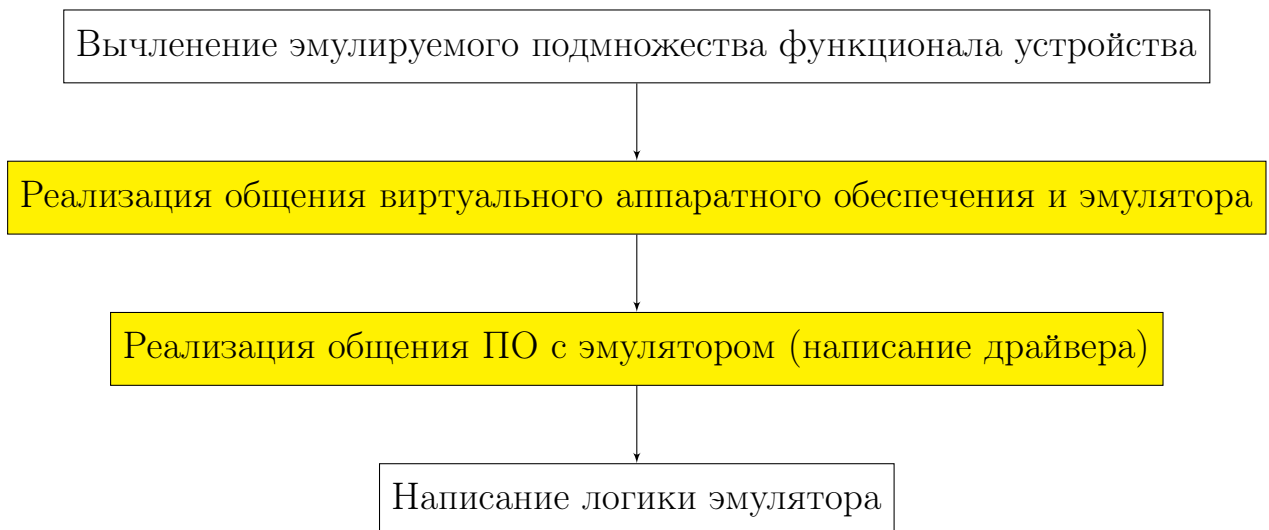 Вычленение эмулируемого подмножества функционала устройства
Реализация общения виртуального аппаратного обеспечения и эмулятора
Реализация общения ПО с эмулятором (написание драйвера)
Написание логики эмулятора